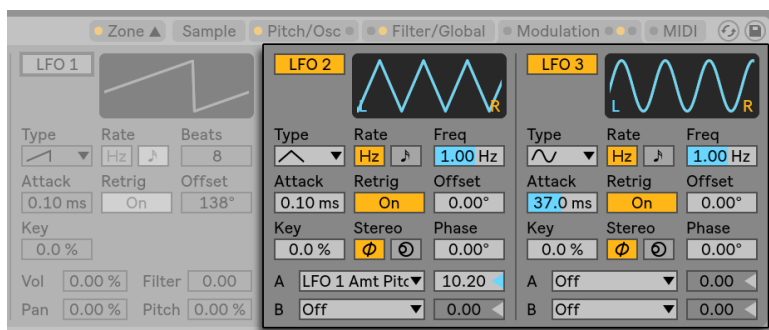 Zone Sample Pitch/Osc Filter/Global Modulation MIDI
LFO 1
Type Rate Beats
Hz 8
Attack Retrig Offset
0.10 ms On 138°
Key
0.0 %
Vol 0.00 % Filter 0.00
Pan 0.00 % Pitch 0.00 %
LFO 2
L R
Type Rate Freq
Hz 1.00 Hz
Attack Retrig Offset
0.10 ms On 0.00°
Key Stereo Phase
0.0 % 0.00°
A LFO 1 Amt Pitc 10.20
B Off 0.00
LFO 3
L R
Type Rate Freq
Hz 1.00 Hz
Attack Retrig Offset
37.0 ms On 0.00°
Key Stereo Phase
0.0 % 0.00°
A Off 0.00
B Off 0.00